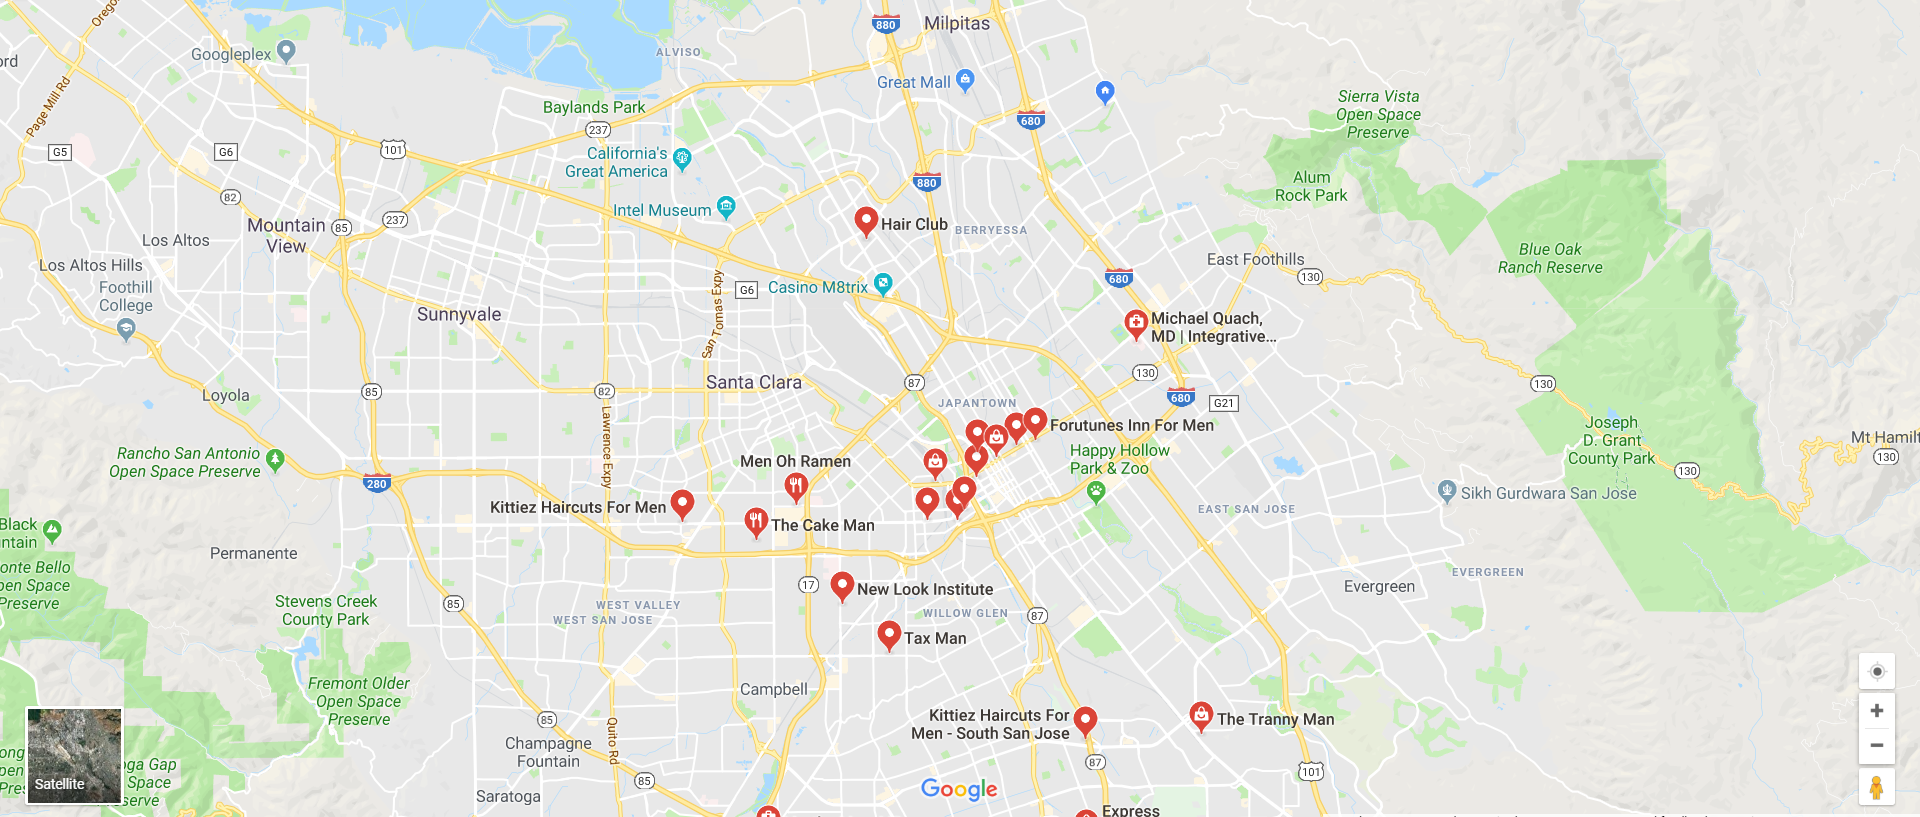 880
Milpitas
Orego
Googleplex
ALVISO
ord
Great Mall
Page Mill Rd
Baylands Park
Sierra Vista
Open Space
Preserve
680
237
101
G5
G6
California's
Great America
Alum
Rock Park
880
82
Intel Museum
237
Mountain
View
85
Hair Club
BERRYESSA
Los Altos
Blue Oak
Ranch Reserve
East Foothills
Los Altos Hills
Foothill
College
680
130
G6
Casino M8trix
San Tomas Expy
Sunnyvale
Michael Quach,
MD | Integrative...
130
Santa Clara
87
130
85
82
680
G21
Loyola
JAPANTOWN
Lawrence Expy
Forutunes Inn For Men
Joseph
D. Grant
County Park
Mt Hamilt
130
Rancho San Antonio
Open Space Preserve
Men Oh Ramen
Happy Hollow
Park & Zoo
130
280
Kittiez Haircuts For Men
Sikh Gurdwara San Jose
The Cake Man
EAST SAN JOSE
Black
ntain
Permanente
onte Bello
pen Space
Preserve
EVERGREEN
Evergreen
17
New Look Institute
Stevens Creek
County Park
85
WEST VALLEY
WEST SAN JOSE
WILLOW GLEN
87
Tax Man
Fremont Older
Open Space
Preserve
Campbell
Kittiez Haircuts For
Men - South San Jose
The Tranny Man
85
Quito Rd
Champagne
Fountain
ong
pen
Pres
oga Gap
Space
serve
Satellite
85
87
101
Google
Saratoga
Express